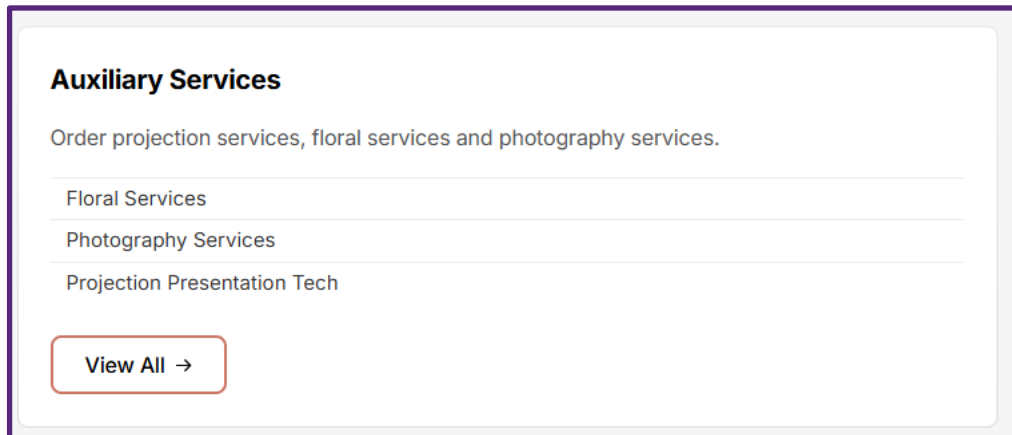 Auxiliary Services
Order projection services, floral services and photography services.
Floral Services
Photography Services
Projection Presentation Tech
View All →